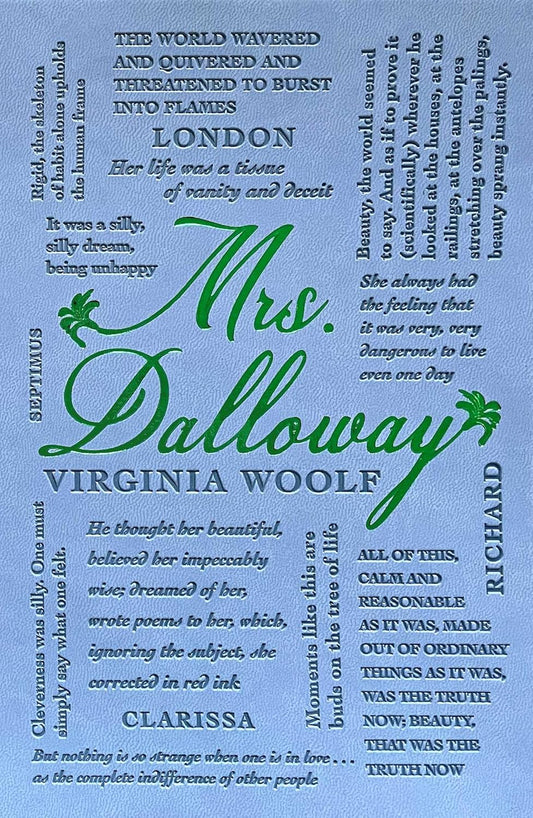 Rigid, the skeleton
of habit alone upholds
the human frame
THE WORLD WAVERED
AND QUIVERED AND
THREATENED TO BURST
INTO FLAMES
LONDON
Her life was a tissue
of vanity and deceit
Beauty, the world seemed
to say. And as if to prove it
(scientifically) wherever he
looked at the houses, at the
railings, at the antelopes
stretching over the palings,
beauty sprang instantly.
It was a silly,
silly dream,
being unhappy
She always had
the feeling that
it was very, very
dangerous to live
even one day
Mrs.
Dalloway
SEPTIMUS
VIRGINIA WOOLF
RICHARD
Cleverness was silly. One must
simply say what one felt.
He thought her beautiful,
believed her impeccably
wise; dreamed of her,
wrote poems to her, which,
ignoring the subject, she
corrected in red ink
CLARISSA
Moments like this are
buds on the tree of life
ALL OF THIS,
CALM AND
REASONABLE
AS IT WAS, MADE
OUT OF ORDINARY
THINGS AS IT WAS,
WAS THE TRUTH
NOW; BEAUTY,
THAT WAS THE
TRUTH NOW
But nothing is so strange when one is in love . . .
as the complete indifference of other people